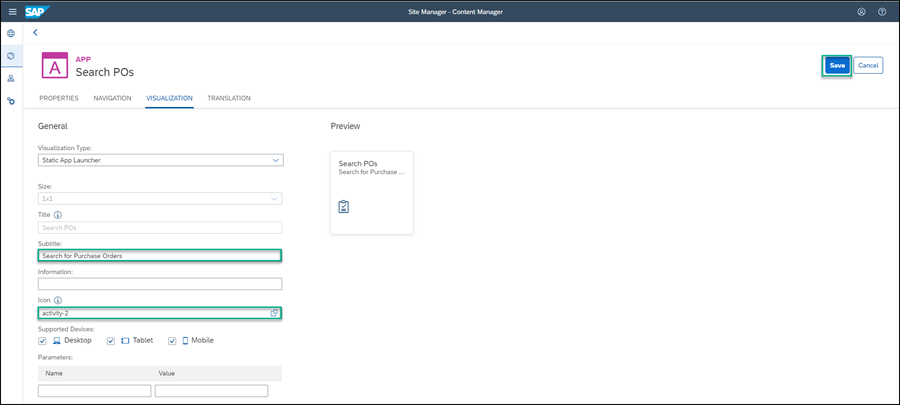 SAP
Site Manager - Content Manager
A
APP
Search POs
Save
Cancel
PROPERTIES
NAVIGATION
VISUALIZATION
TRANSLATION
General
Visualization Type:
Static App Launcher
Size:
1x1
Title
Search POs
Subtitle:
Search for Purchase Orders
Information:
Icon
activity-2
Supported Devices:
Desktop
Tablet
Mobile
Parameters:
Name
Value
Preview
Search POs
Search for Purchase ...